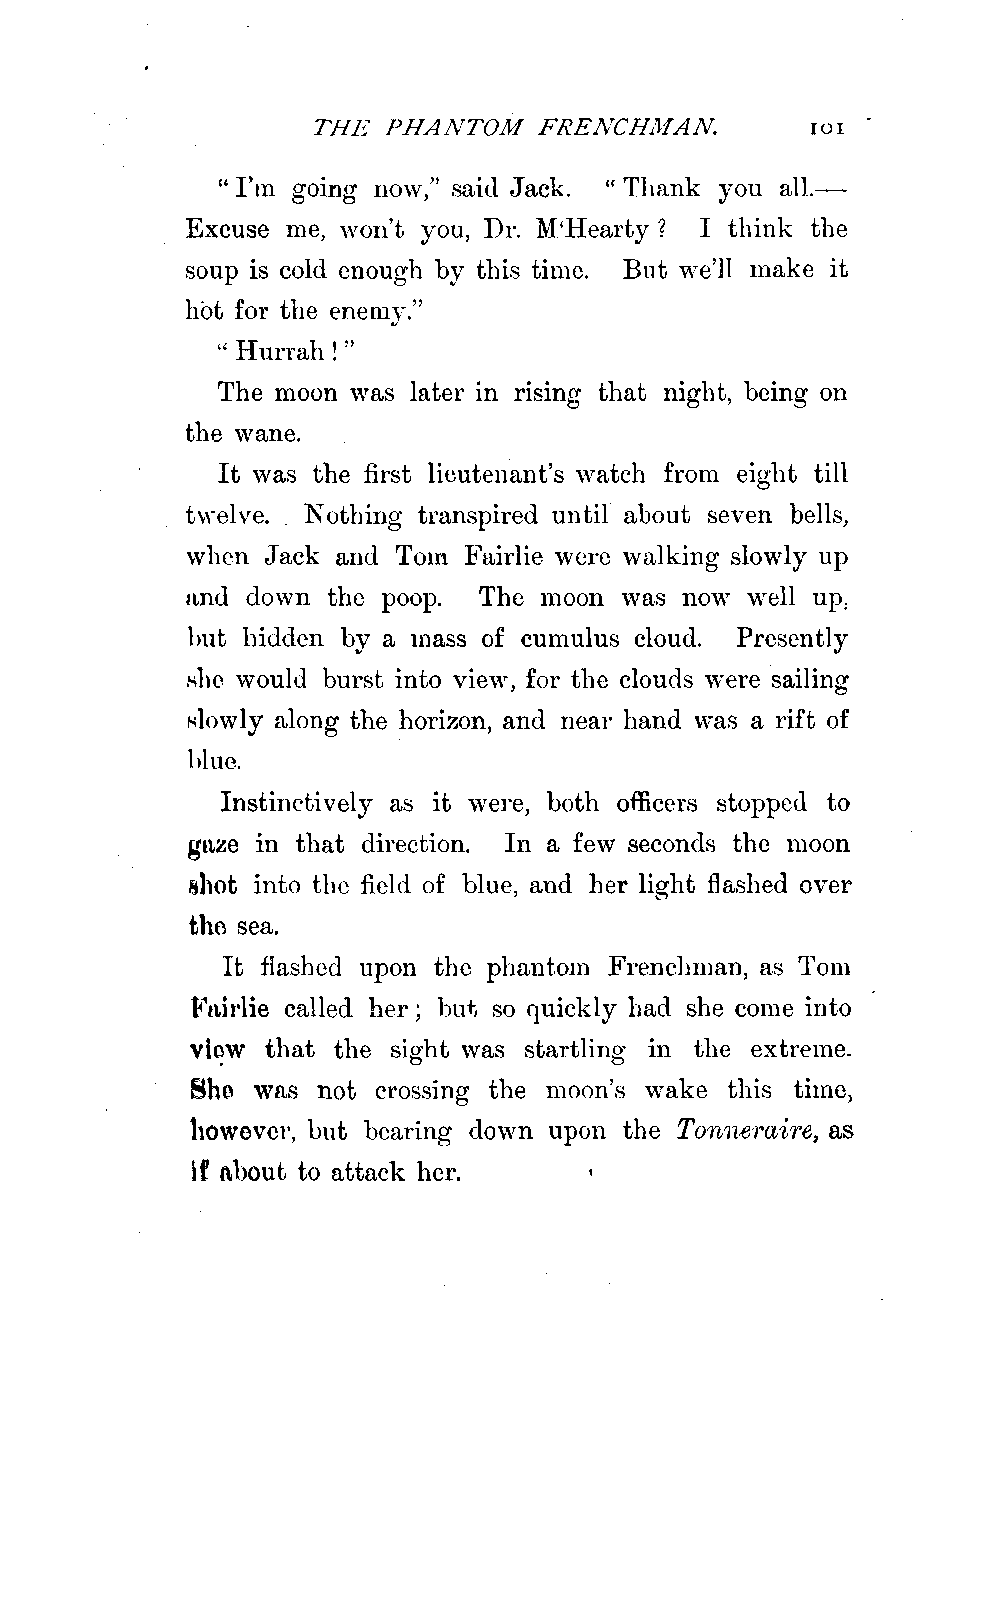 THE PHANTOM FRENCHMAN. 101
"I'm going now," said Jack. "Thank you all.—
Excuse me, won't you, Dr. M'Hearty? I think the
soup is cold enough by this time. But we'll make it
hot for the enemy."
"Hurrah!"
The moon was later in rising that night, being on
the wane.
It was the first lieutenant's watch from eight till
twelve. Nothing transpired until about seven bells,
when Jack and Tom Fairlie were walking slowly up
and down the poop. The moon was now well up,
but hidden by a mass of cumulus cloud. Presently
she would burst into view, for the clouds were sailing
slowly along the horizon, and near hand was a rift of
blue.
Instinctively as it were, both officers stopped to
gaze in that direction. In a few seconds the moon
shot into the field of blue, and her light flashed over
the sea.
It flashed upon the phantom Frenchman, as Tom
Fairlie called her; but so quickly had she come into
view that the sight was startling in the extreme.
She was not crossing the moon's wake this time,
however, but bearing down upon the Tonneraire, as
if about to attack her.